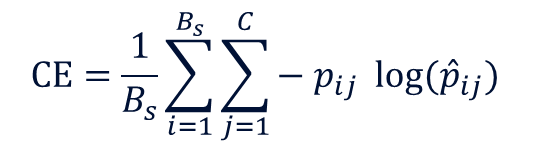 CE = \frac{1}{B_s} \sum_{i=1}^{B_s} \sum_{j=1}^{C} - p_{ij} \log(\hat{p}_{ij})